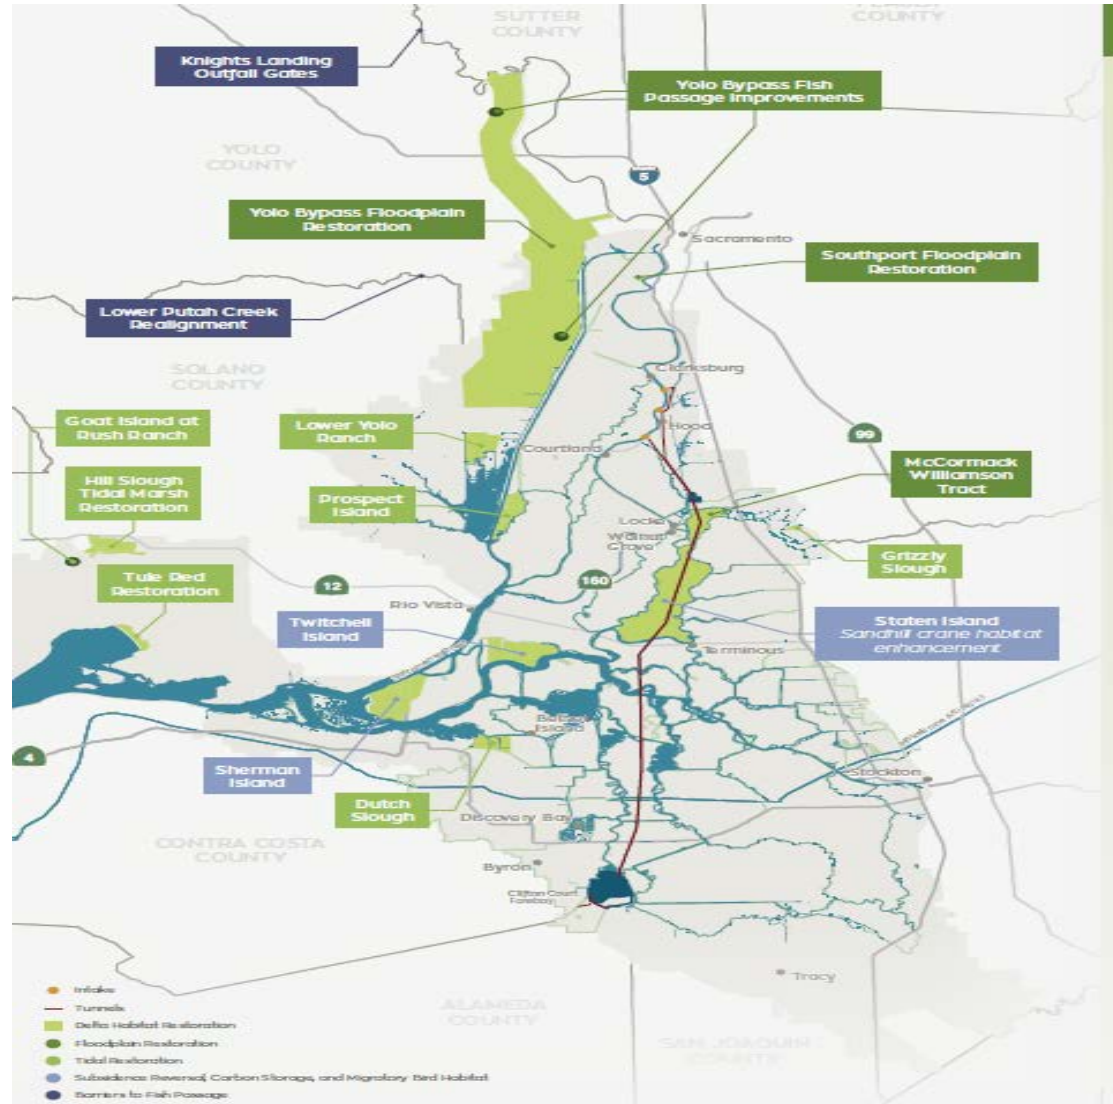 SUTTER
COUNTY
COUNTY
Knights Landing
Outfall Gates
Yolo Bypass Fish
Passage Improvements
YOLO
COUNTY
5
Yolo Bypass Floodplain
Restoration
Sacramento
Southport Floodplain
Restoration
Lower Putah Creek
Realignment
SOLANO
COUNTY
Clarksburg
Goat Island at
Rush Ranch
Lower Yolo
Ranch
Hood
99
Courtland
McCormack
Williamson
Tract
Hill Slough
Tidal Marsh
Restoration
Prospect
Island
Locke
Walnut
Grove
Grizzly
Slough
Tule Red
Restoration
12
160
Rio Vista
Twitchell
Island
Staten Island
Sandhill crane habitat
enhancement
Terminous
Bethel
Island
4
Sherman
Island
Stockton
Dutch
Slough
Discovery Bay
CONTRA COSTA
COUNTY
Byron
Clifton Court
Forebay
Tracy
Intake
Tunnels
Delta Habitat Restoration
Floodplain Restoration
Tidal Restoration
Subsidence Reversal, Carbon Storage, and Migratory Bird Habitat
Barriers to Fish Passage
ALAMEDA
COUNTY
SAN JOAQUIN
COUNTY